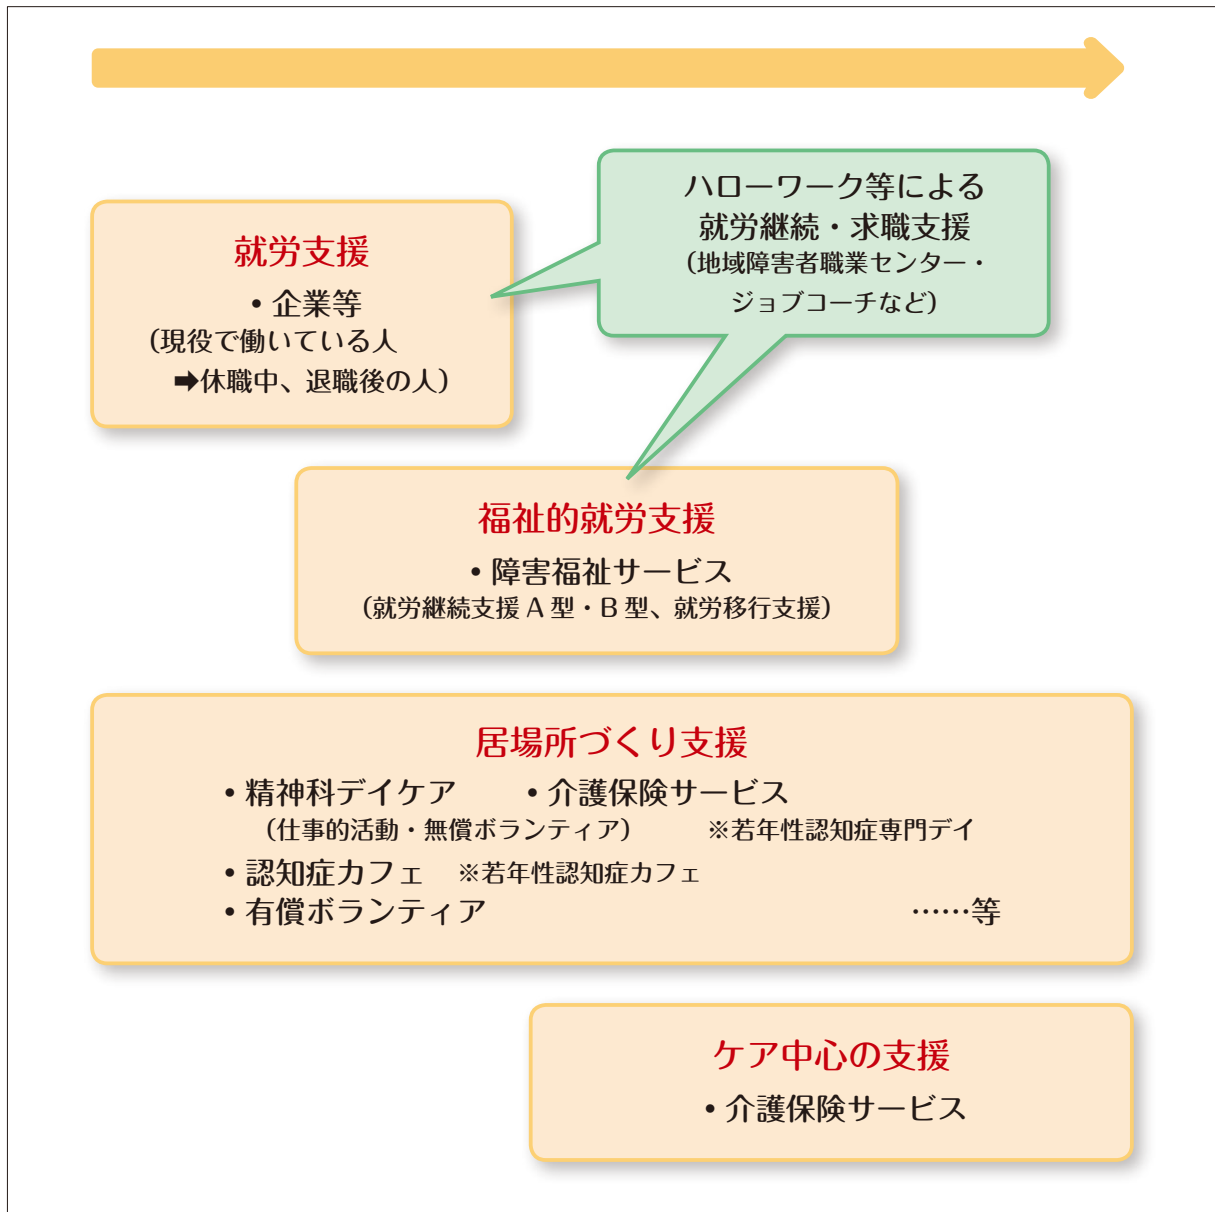 ハローワーク等による
就労継続・求職支援
（地域障害者職業センター・
ジョブコーチなど）
就労支援
・企業等
（現役で働いている人
➡休職中、退職後の人）
福祉的就労支援
・障害福祉サービス
（就労継続支援A型・B型、就労移行支援）
居場所づくり支援
・精神科デイケア ・介護保険サービス
（仕事的活動・無償ボランティア） ※若年性認知症専門デイ
・認知症カフェ ※若年性認知症カフェ
・有償ボランティア ……等
ケア中心の支援
・介護保険サービス